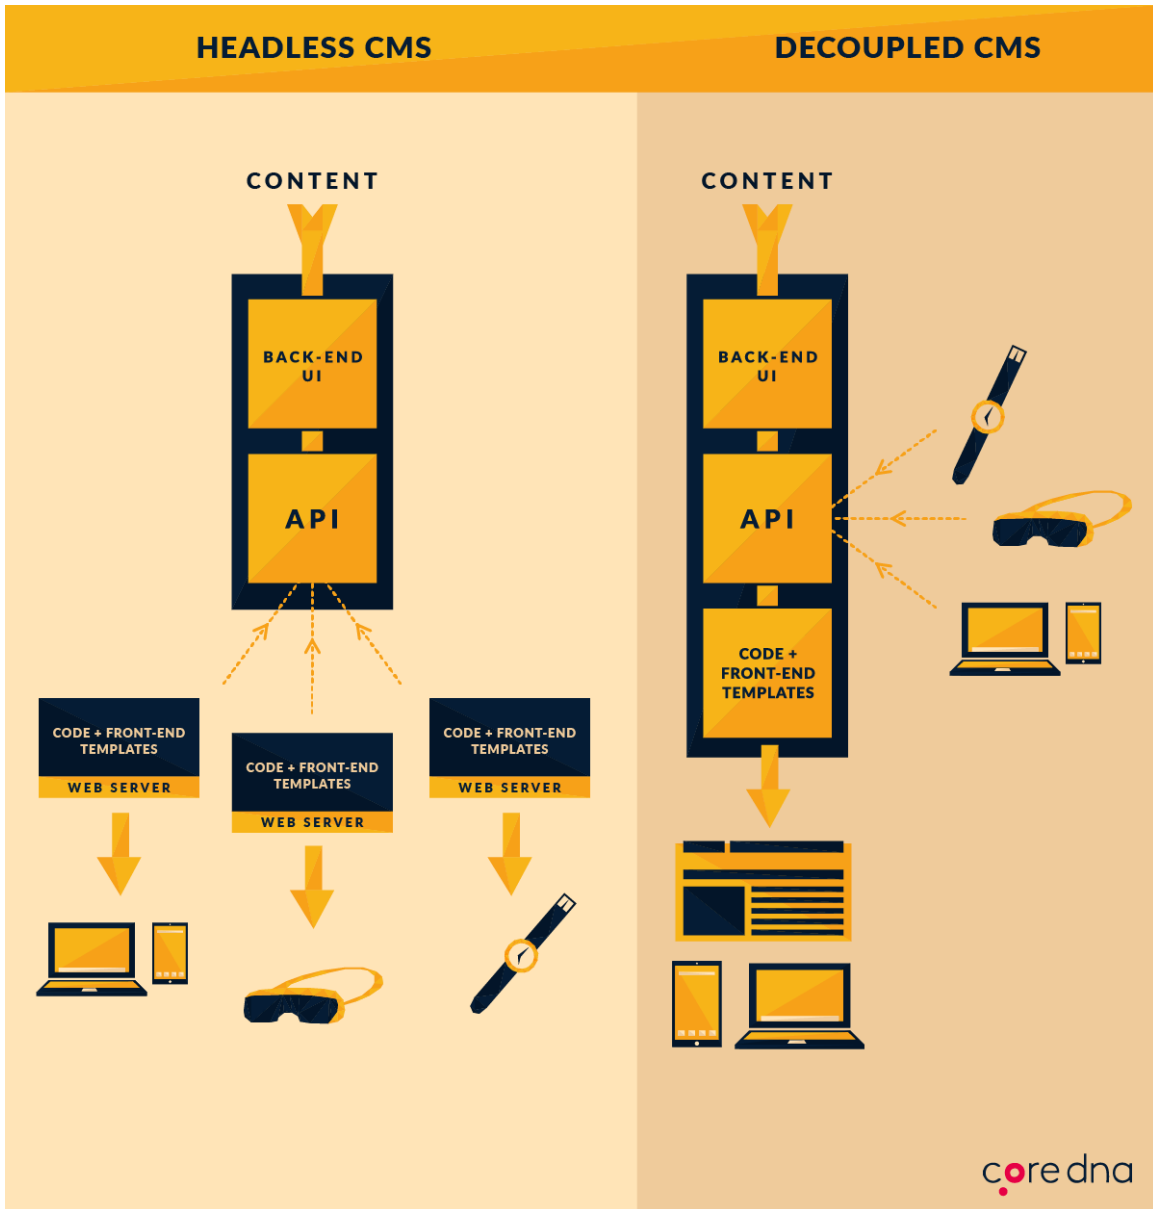 HEADLESS CMS
DECOUPLED CMS
CONTENT
BACK-END
UI
API
CODE + FRONT-END
TEMPLATES
WEB SERVER
CODE + FRONT-END
TEMPLATES
WEB SERVER
CODE + FRONT-END
TEMPLATES
WEB SERVER
CONTENT
BACK-END
UI
API
CODE +
FRONT-END
TEMPLATES
core dna